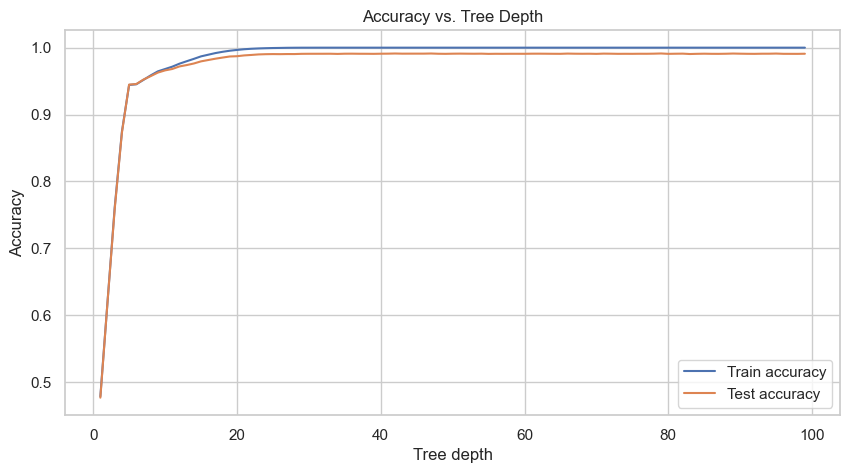 Accuracy vs. Tree Depth
1.0
0.9
0.8
0.7
0.6
0.5
Accuracy
0 20 40 60 80 100
Tree depth
Train accuracy
Test accuracy